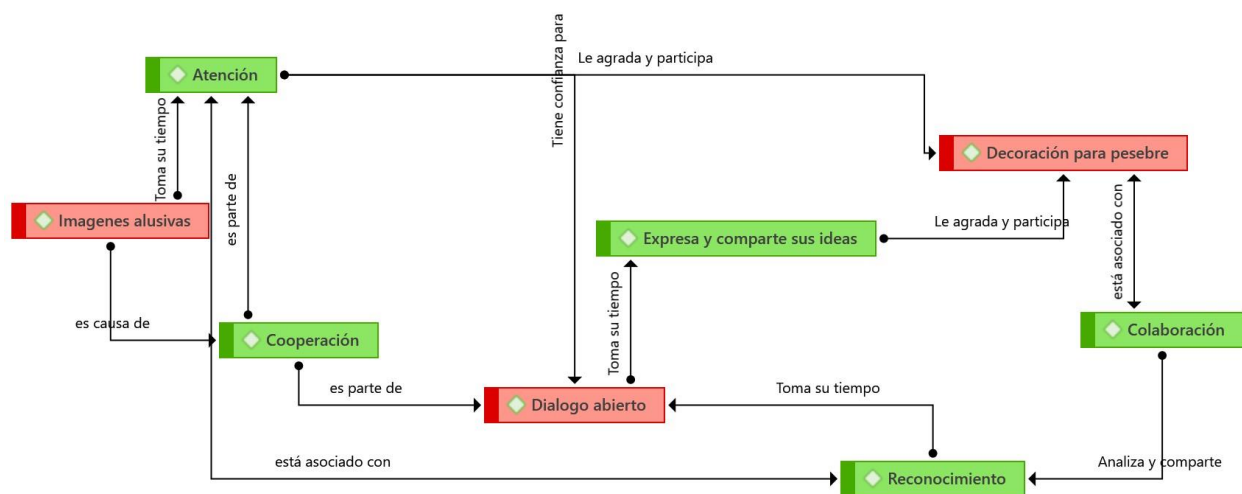 Le agrada y participa
Tiene confianza para
Atención
Toma su tiempo
Decoración para pesebre
es parte de
Imagenes alusivas
Expresa y comparte sus ideas
Le agrada y participa
está asociado con
es causa de
Cooperación
Toma su tiempo
Colaboración
es parte de
Dialogo abierto
Toma su tiempo
está asociado con
Analiza y comparte
Reconocimiento